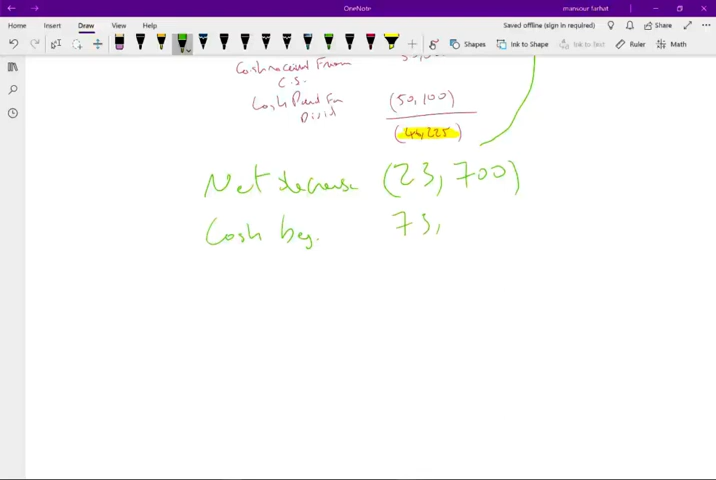 OneNote
mansour farhat
Home Insert Draw View Help
Saved offline (sign in required) Share
Shapes Ink to Shape Ink to Text Ruler Math
Cash received From
C.S.
Cash Paid For (50,100)
Divid
(44,225)
Net decrease (23,700)
Cash beg. 73,